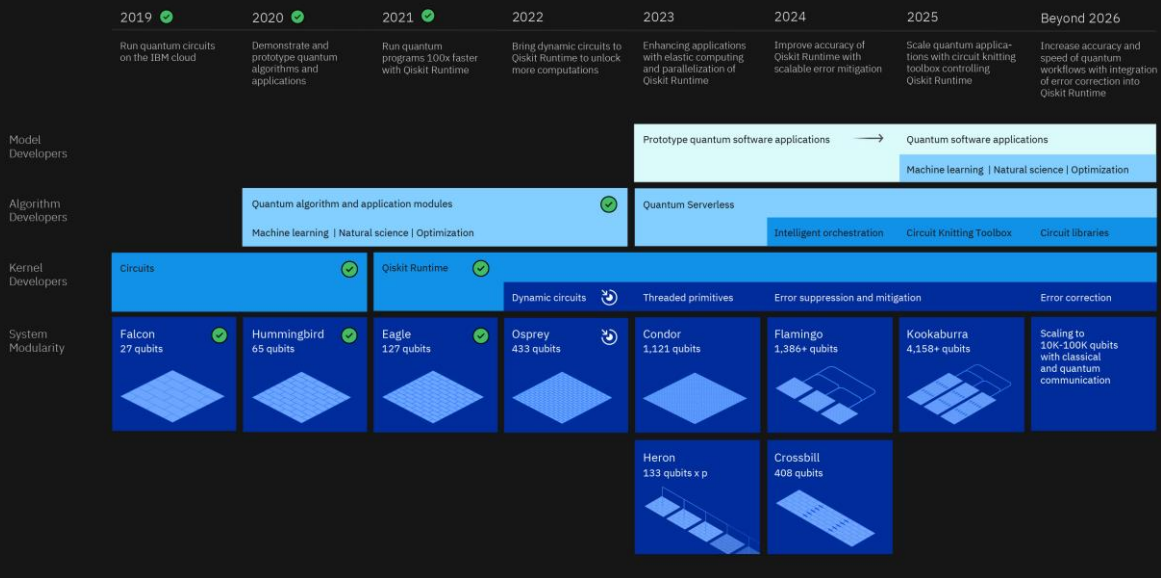 2019
2020
2021
2022
2023
2024
2025
Beyond 2026
Run quantum circuits
on the IBM cloud
Demonstrate and
prototype quantum
algorithms and
applications
Run quantum
programs 100x faster
with Qiskit Runtime
Bring dynamic circuits to
Qiskit Runtime to unlock
more computations
Enhancing applications
with elastic computing
and parallelization of
Qiskit Runtime
Improve accuracy of
Qiskit Runtime with
scalable error mitigation
Scale quantum applica-
tions with circuit knitting
toolbox controlling
Qiskit Runtime
Increase accuracy and
speed of quantum
workflows with integration
of error correction into
Qiskit Runtime
Model
Developers
Prototype quantum software applications →
Quantum software applications
Machine learning | Natural science | Optimization
Algorithm
Developers
Quantum algorithm and application modules
Machine learning | Natural science | Optimization
Quantum Serverless
Intelligent orchestration
Circuit Knitting Toolbox
Circuit libraries
Kernel
Developers
Circuits
Qiskit Runtime
Dynamic circuits
Threaded primitives
Error suppression and mitigation
Error correction
System
Modularity
Falcon
27 qubits
Hummingbird
65 qubits
Eagle
127 qubits
Osprey
433 qubits
Condor
1,121 qubits
Flamingo
1,386+ qubits
Kookaburra
4,158+ qubits
Scaling to
10K-100K qubits
with classical
and quantum
communication
Heron
133 qubits x p
Crossbill
408 qubits